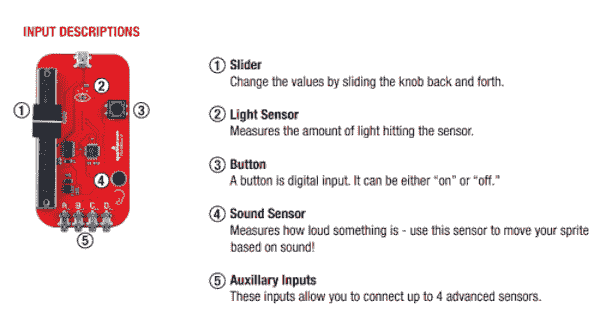 INPUT DESCRIPTIONS
1 Slider
Change the values by sliding the knob back and forth.
2 Light Sensor
Measures the amount of light hitting the sensor.
3 Button
A button is digital input. It can be either “on” or “off.”
4 Sound Sensor
Measures how loud something is - use this sensor to move your sprite
based on sound!
5 Auxillary Inputs
These inputs allow you to connect up to 4 advanced sensors.
1
2
3
4
A B C D
5